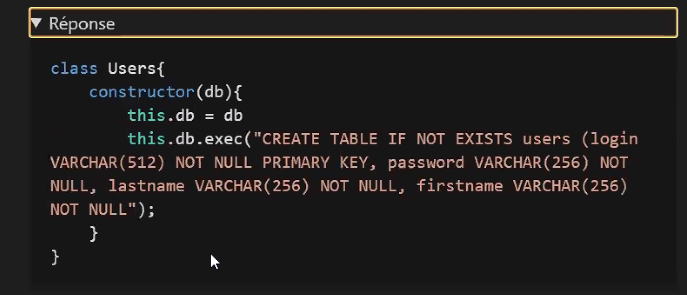 ▼ Réponse
class Users{
constructor(db){
this.db = db
this.db.exec("CREATE TABLE IF NOT EXISTS users (login
VARCHAR(512) NOT NULL PRIMARY KEY, password VARCHAR(256) NOT
NULL, lastname VARCHAR(256) NOT NULL, firstname VARCHAR(256)
NOT NULL");
}
}